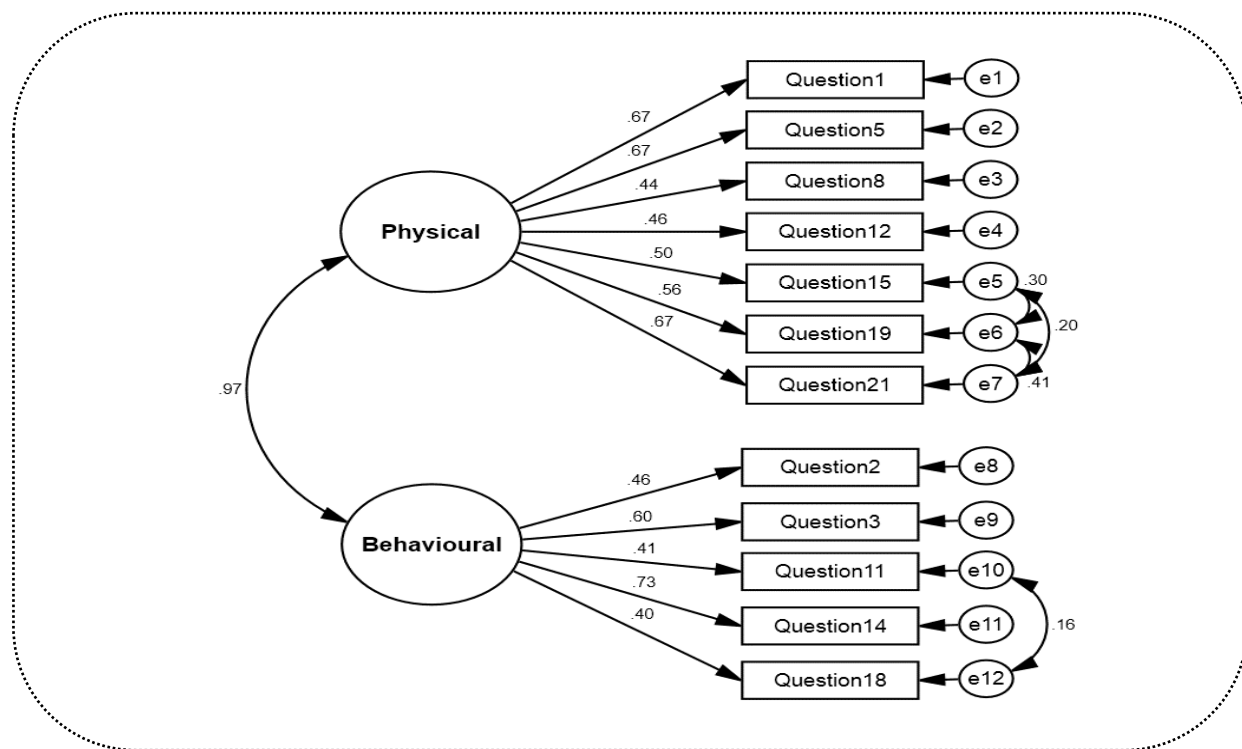 Question1
e1
.67
Question5
e2
.67
Question8
e3
.44
Physical
Question12
e4
.46
Question15
e5
.50
.30
Question19
e6
.56
.20
Question21
e7
.67
.41
.97
Question2
e8
.46
Question3
e9
.60
Behavioural
Question11
e10
.41
Question14
e11
.73
.16
Question18
e12
.40